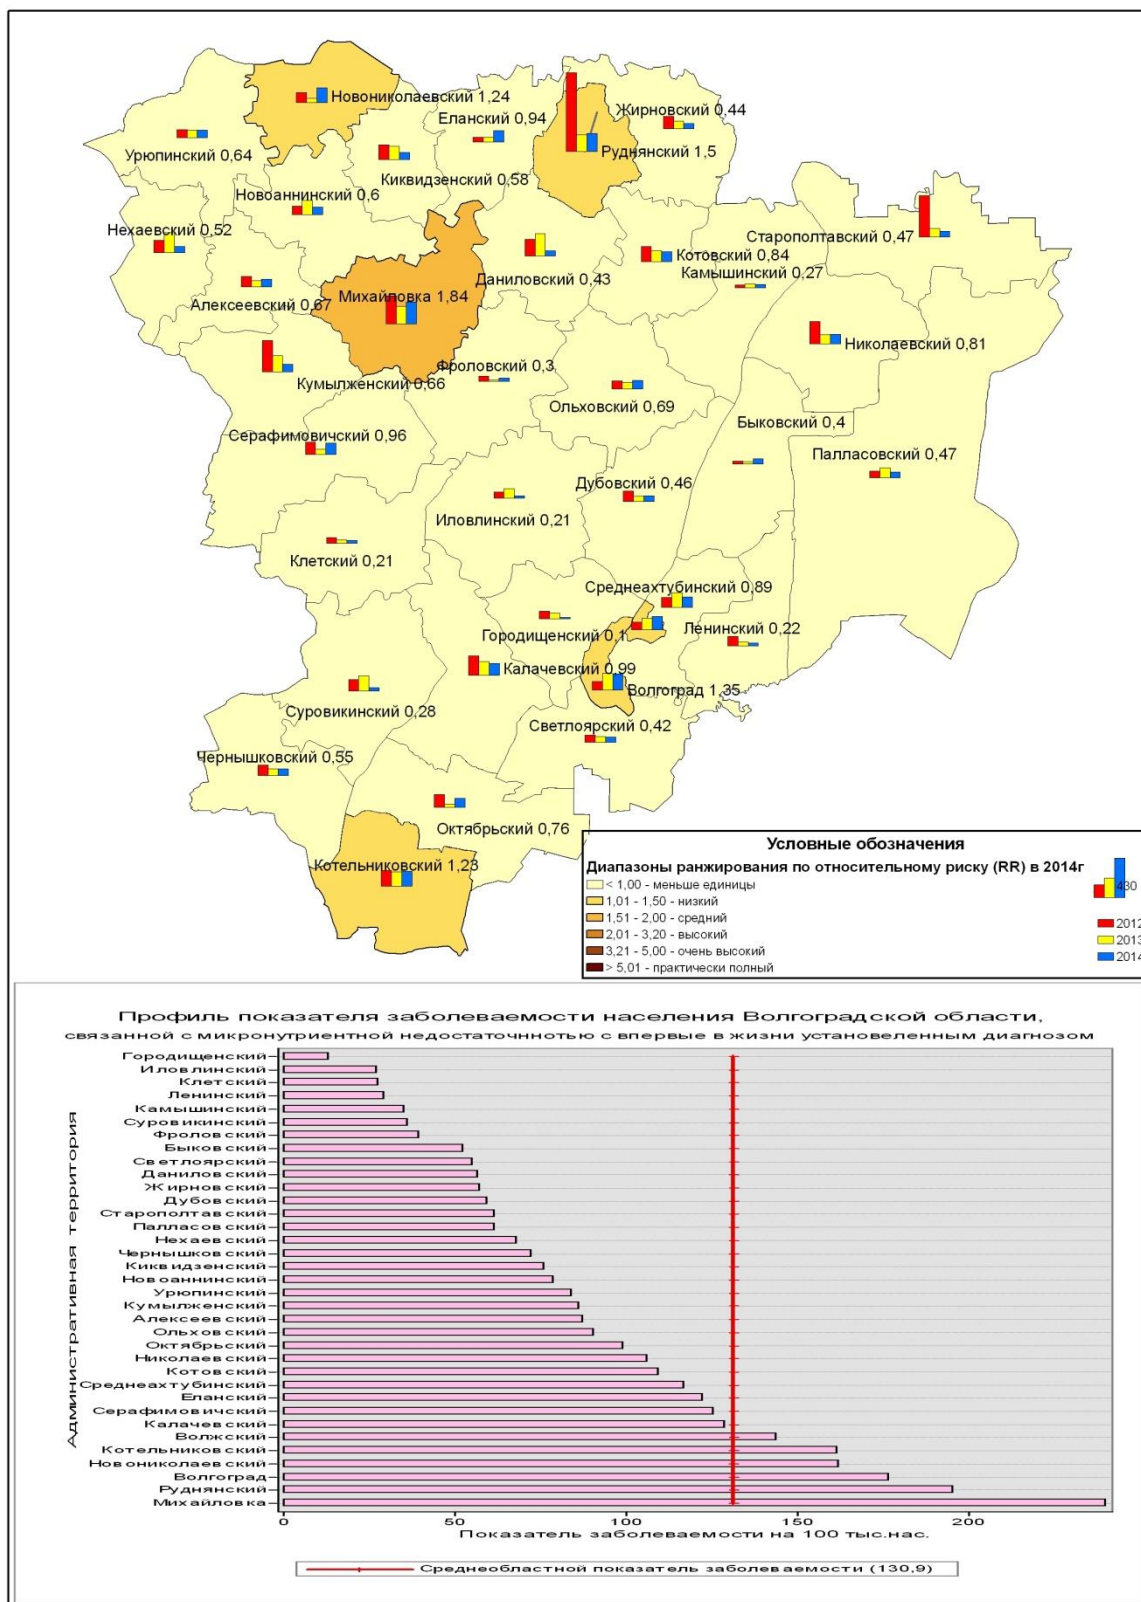 Новониколаевский 1,24
Еланский 0,94
Жирновский 0,44
Руднянский 1,5
Урюпинский 0,64
Киквидзенский 0,58
Новоаннинский 0,6
Нехаевский 0,52
Старополтавский 0,47
Котовский 0,84
Камышинский 0,27
Даниловский 0,43
Михайловка 1,84
Алексеевский 0,67
Николаевский 0,81
Фроловский 0,3
Кумылженский 0,66
Ольховский 0,69
Быковский 0,4
Серафимовичский 0,96
Палласовский 0,47
Дубовский 0,46
Иловлинский 0,21
Клетский 0,21
Среднеахтубинский 0,89
Городищенский 0,1
Ленинский 0,22
Калачевский 0,99
Волгоград 1,35
Суровикинский 0,28
Светлоярский 0,42
Чернышковский 0,55
Октябрьский 0,76
Котельниковский 1,23
Условные обозначения
Диапазоны ранжирования по относительному риску (RR) в 2014г
< 1,00 - меньше единицы
1,01 - 1,50 - низкий
1,51 - 2,00 - средний
2,01 - 3,20 - высокий
3,21 - 5,00 - очень высокий
> 5,01 - практически полный
430
2012
2013
2014
Профиль показателя заболеваемости населения Волгоградской области,
связанной с микронутриентной недостаточннотью с впервые в жизни установеленным диагнозом
Административная территория
Городищенский
Иловлинский
Клетский
Ленинский
Камышинский
Суровикинский
Фроловский
Быковский
Светлоярский
Даниловский
Жирновский
Дубовский
Старополтавский
Палласовский
Нехаевский
Чернышковский
Киквидзенский
Новоаннинский
Урюпинский
Кумылженский
Алексеевский
Ольховский
Октябрьский
Николаевский
Котовский
Среднеахтубинский
Еланский
Серафимовичский
Калачевский
Волжский
Котельниковский
Новониколаевский
Волгоград
Руднянский
Михайловка
0 50 100 150 200
Показатель заболеваемости на 100 тыс.нас.
Среднеобластной показатель заболеваемости (130,9)